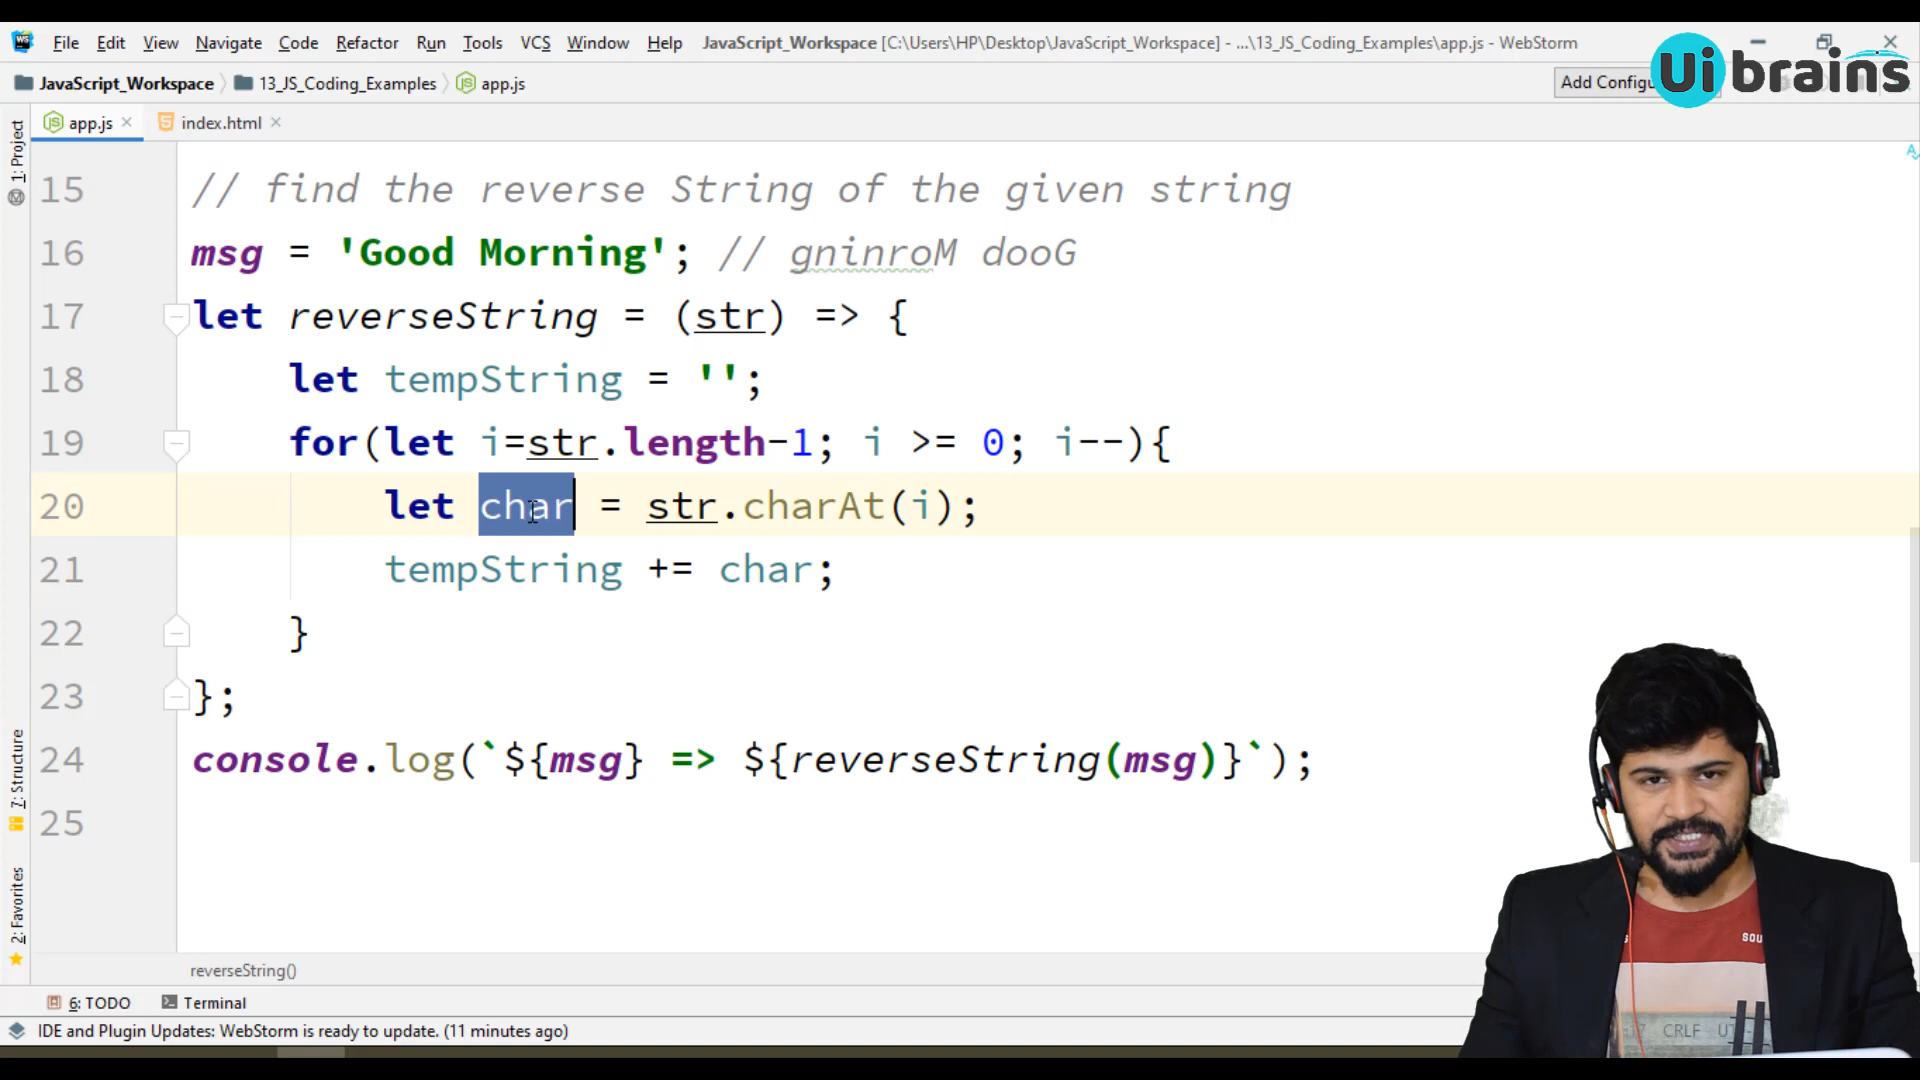 File Edit View Navigate Code Refactor Run Tools VCS Window Help JavaScript_Workspace [C:\Users\HP\Desktop\JavaScript_Workspace] - ...\13_JS_Coding_Examples\app.js - WebStorm
Ui brains
JavaScript_Workspace 13_JS_Coding_Examples app.js Add Configu
app.js index.html
1: Project
15 // find the reverse String of the given string
16 msg = 'Good Morning'; // gninroM dooG
17 let reverseString = (str) => {
18 let tempString = '';
19 for(let i=str.length-1; i >= 0; i--){
20 let char = str.charAt(i);
21 tempString += char;
22 }
23 };
24 console.log(`${msg} => ${reverseString(msg)}`);
25
7: Structure
2: Favorites
reverseString()
6: TODO Terminal
IDE and Plugin Updates: WebStorm is ready to update. (11 minutes ago)
CRLF